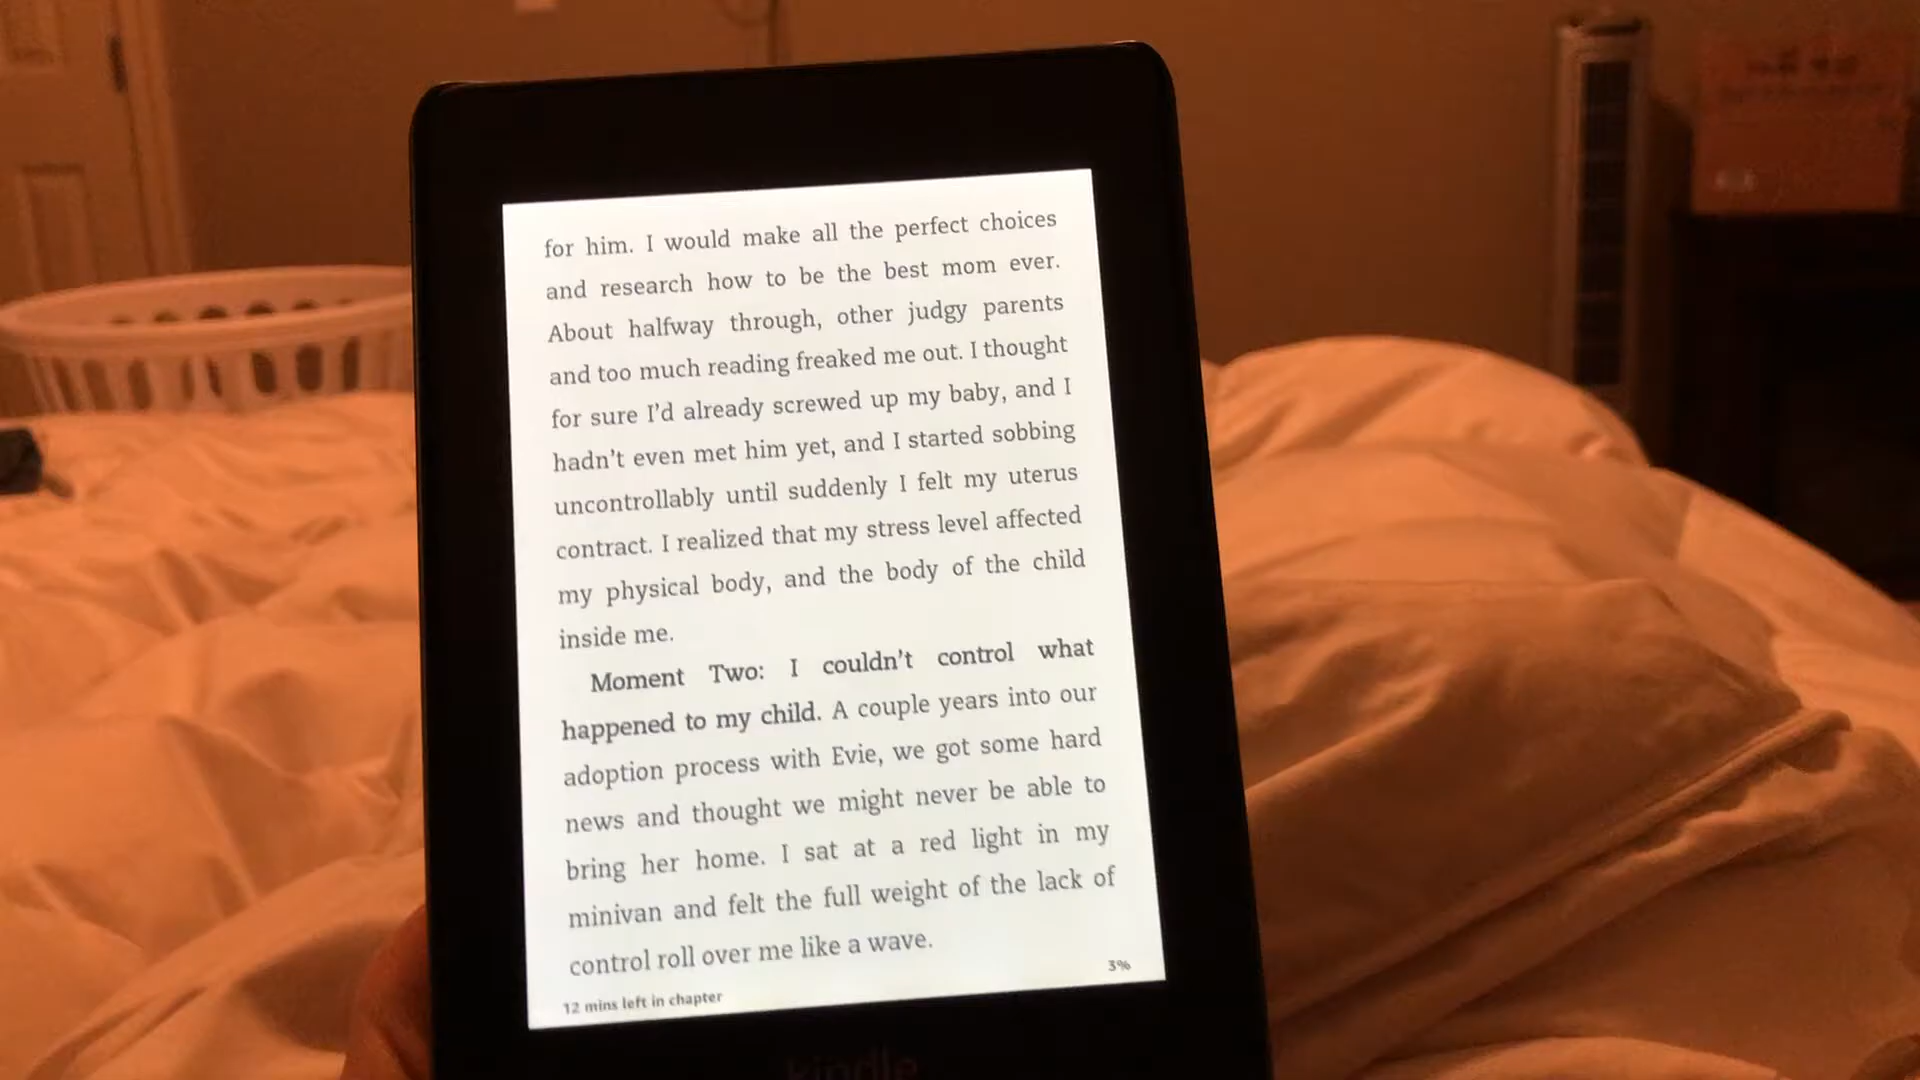 for him. I would make all the perfect choices
and research how to be the best mom ever.
About halfway through, other judgy parents
and too much reading freaked me out. I thought
for sure I’d already screwed up my baby, and I
hadn’t even met him yet, and I started sobbing
uncontrollably until suddenly I felt my uterus
contract. I realized that my stress level affected
my physical body, and the body of the child
inside me.
Moment Two: I couldn’t control what
happened to my child. A couple years into our
adoption process with Evie, we got some hard
news and thought we might never be able to
bring her home. I sat at a red light in my
minivan and felt the full weight of the lack of
control roll over me like a wave.
12 mins left in chapter
3%
kindle